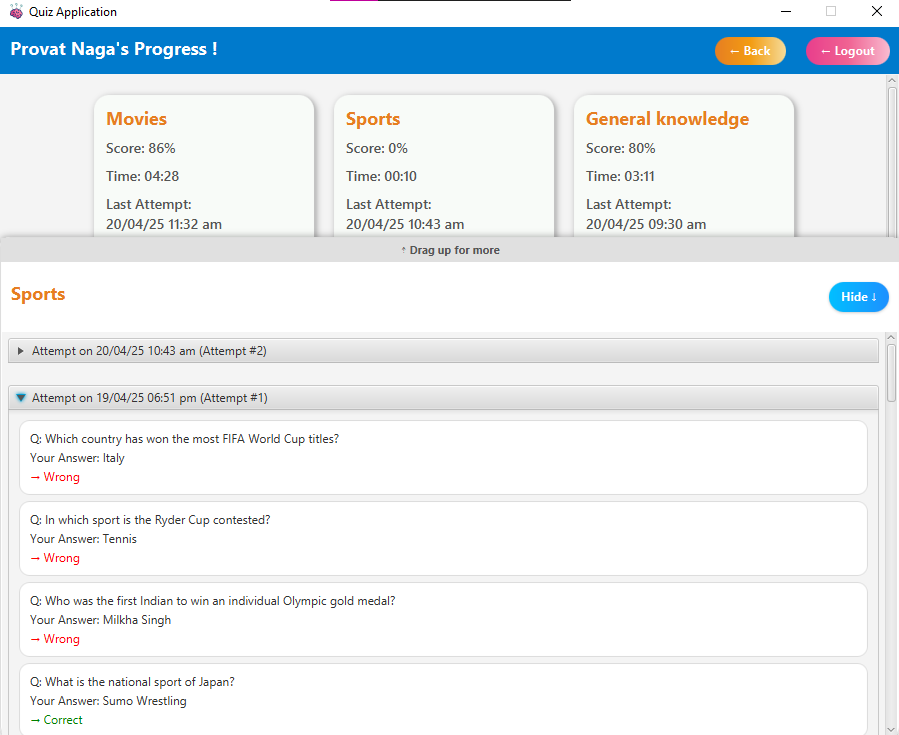 Quiz Application
Provat Naga's Progress !
← Back
← Logout
Movies
Score: 86%
Time: 04:28
Last Attempt:
20/04/25 11:32 am
Sports
Score: 0%
Time: 00:10
Last Attempt:
20/04/25 10:43 am
General knowledge
Score: 80%
Time: 03:11
Last Attempt:
20/04/25 09:30 am
↑ Drag up for more
Sports
Hide ↓
Attempt on 20/04/25 10:43 am (Attempt #2)
Attempt on 19/04/25 06:51 pm (Attempt #1)
Q: Which country has won the most FIFA World Cup titles?
Your Answer: Italy
→ Wrong
Q: In which sport is the Ryder Cup contested?
Your Answer: Tennis
→ Wrong
Q: Who was the first Indian to win an individual Olympic gold medal?
Your Answer: Milkha Singh
→ Wrong
Q: What is the national sport of Japan?
Your Answer: Sumo Wrestling
→ Correct